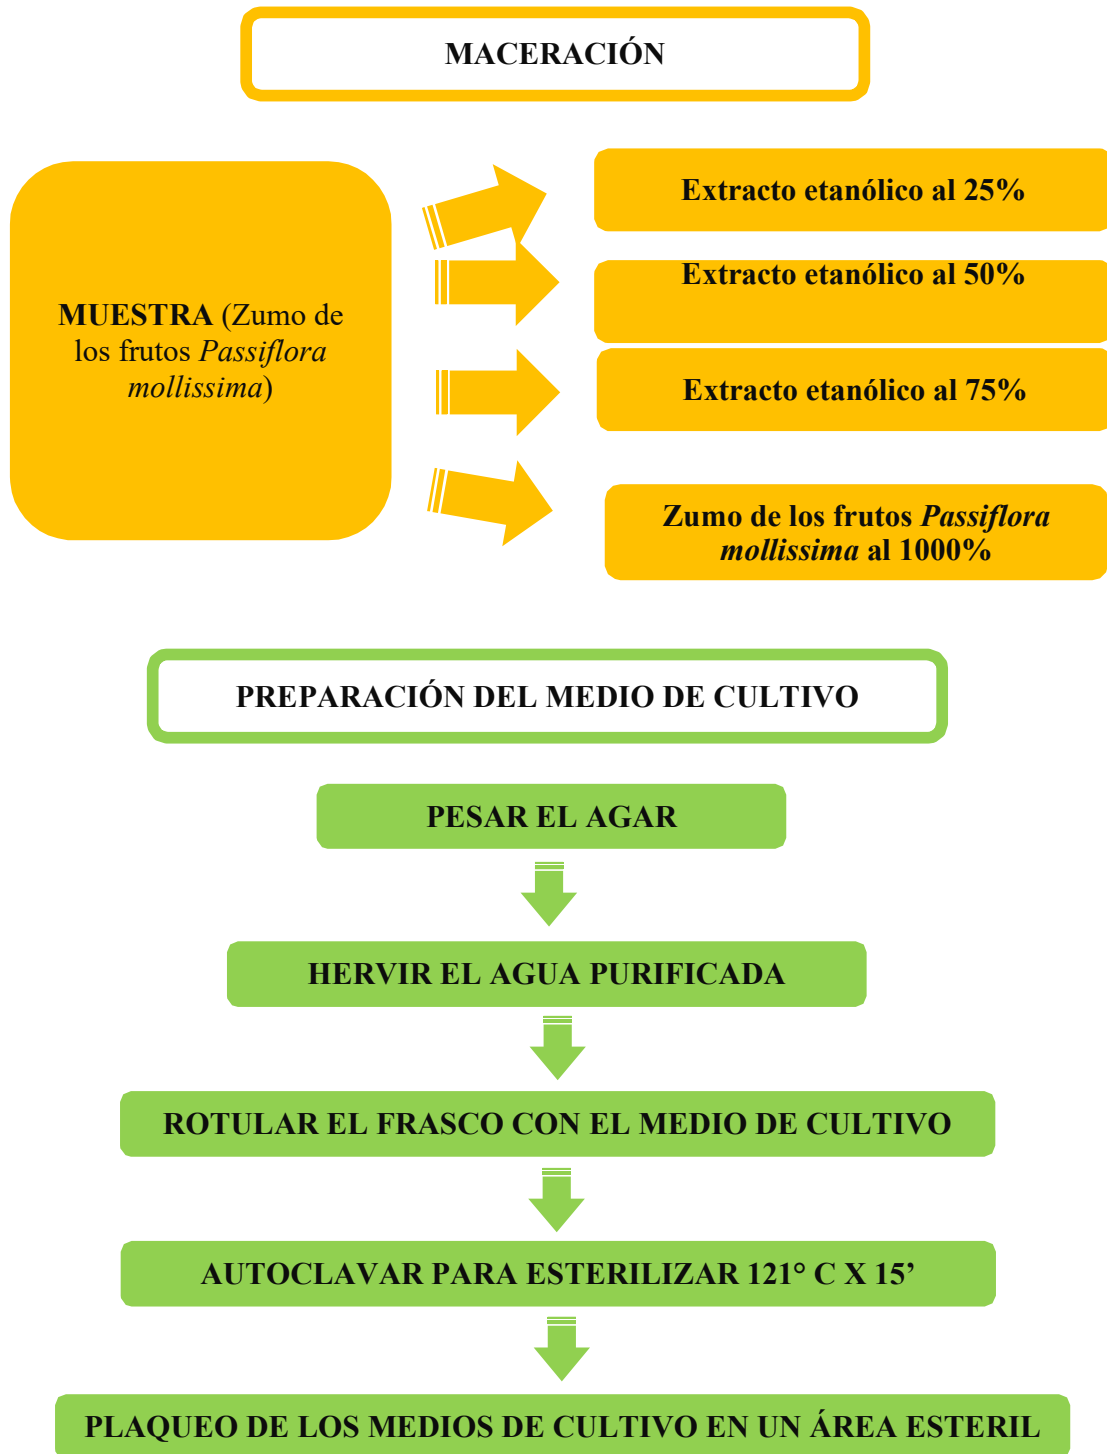 MACERACIÓN
MUESTRA (Zumo de
los frutos Passiflora
mollissima)
Extracto etanólico al 25%
Extracto etanólico al 50%
Extracto etanólico al 75%
Zumo de los frutos Passiflora
mollissima al 1000%
PREPARACIÓN DEL MEDIO DE CULTIVO
PESAR EL AGAR
HERVIR EL AGUA PURIFICADA
ROTULAR EL FRASCO CON EL MEDIO DE CULTIVO
AUTOCLAVAR PARA ESTERILIZAR 121° C X 15’
PLAQUEO DE LOS MEDIOS DE CULTIVO EN UN ÁREA ESTERIL